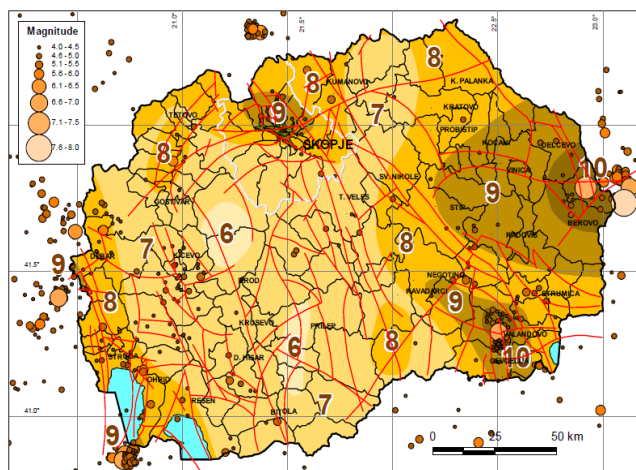 21.0
21.5
22.5
23.0
Magnitude
4.0-4.5
4.6-5.0
5.1-5.5
5.6-6.0
6.1-6.5
6.6-7.0
7.1-7.5
7.6-8.0
8
KUMANOVO
8
K. PALANKA
TETOVO
9
7
KRATOVO
PROBISTIP
SKOPJE
KOCANI
DELCEVO
8
10
VINICA
SV. NIKOLE
9
GOSTIVAR
T. VELES
STIP
BEROVO
6
RADOVIS
7
8
KICEVO
DEBAR
9
41.5
BROD
NEGOTINO
8
KAVADARCI
9
STRUMICA
KRUSEVO
PRILEP
8
VALANDOVO
6
10
STRUGA
D. HISAR
GEVGELIJA
OHRID
RESEN
7
BITOLA
41.0
9
0
25
50 km